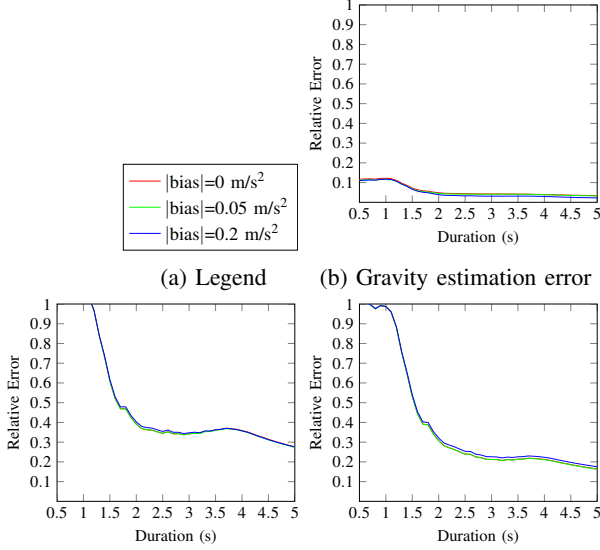 1
0.9
0.8
0.7
0.6
0.5
0.4
0.3
0.2
0.1
Relative Error
0.5 1 1.5 2 2.5 3 3.5 4 4.5 5
Duration (s)
|bias|=0 m/s²
|bias|=0.05 m/s²
|bias|=0.2 m/s²
(a) Legend
(b) Gravity estimation error
1
0.9
0.8
0.7
0.6
0.5
0.4
0.3
0.2
0.1
Relative Error
0.5 1 1.5 2 2.5 3 3.5 4 4.5 5
Duration (s)
1
0.9
0.8
0.7
0.6
0.5
0.4
0.3
0.2
0.1
Relative Error
0.5 1 1.5 2 2.5 3 3.5 4 4.5 5
Duration (s)